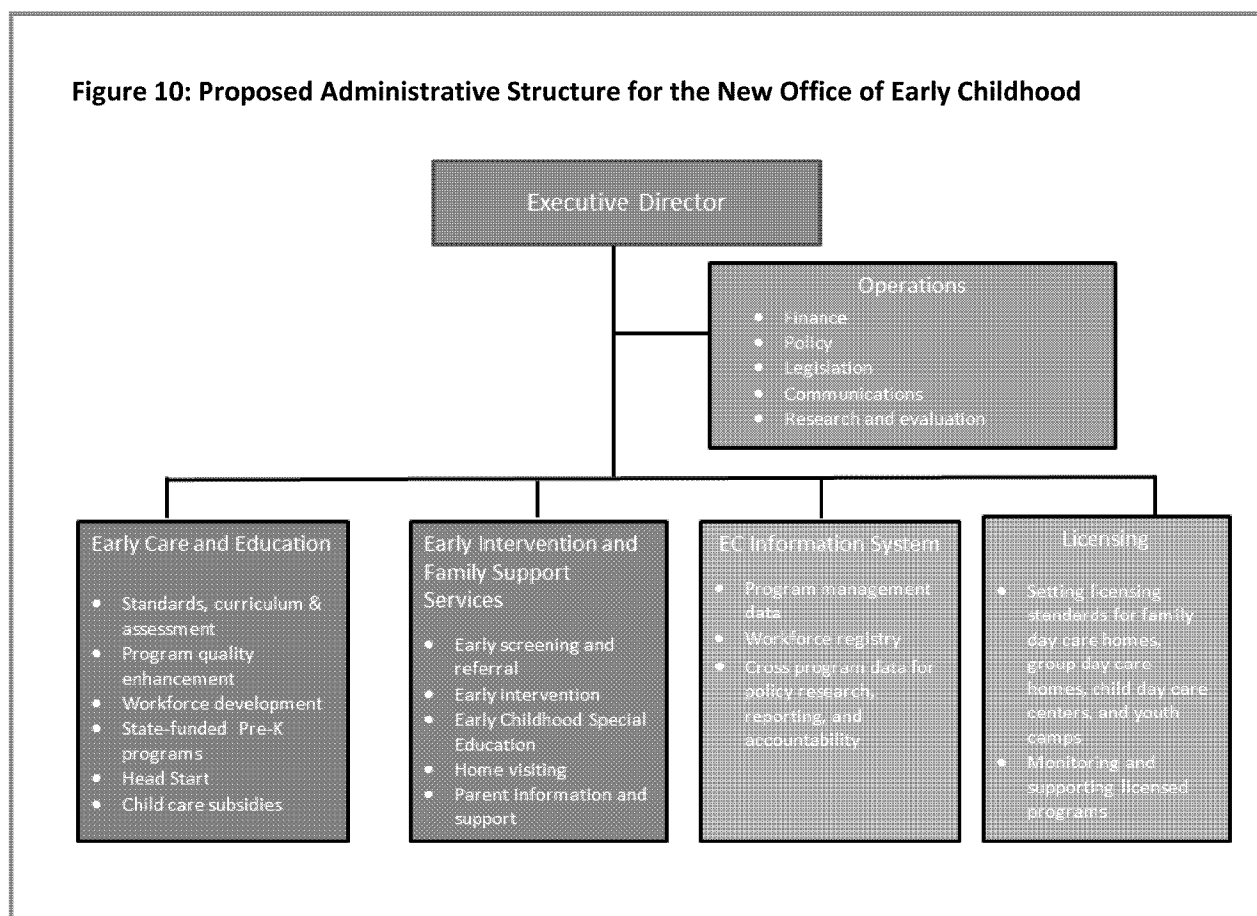 Figure 10: Proposed Administrative Structure for the New Office of Early Childhood
Executive Director
Operations
• Finance
• Policy
• Legislation
• Communications
• Research and evaluation
Early Care and Education
• Standards, curriculum &
assessment
• Program quality
enhancement
• Workforce development
• State-funded Pre-K
programs
• Head Start
• Child care subsidies
Early Intervention and
Family Support
Services
• Early screening and
referral
• Early intervention
• Early Childhood Special
Education
• Home visiting
• Parent information and
support
EC Information System
• Program management
data
• Workforce registry
• Cross program data for
policy research,
reporting, and
accountability
Licensing
• Setting licensing
standards for family
day care homes,
group day care
homes, child day care
centers, and youth
camps
• Monitoring and
supporting licensed
programs